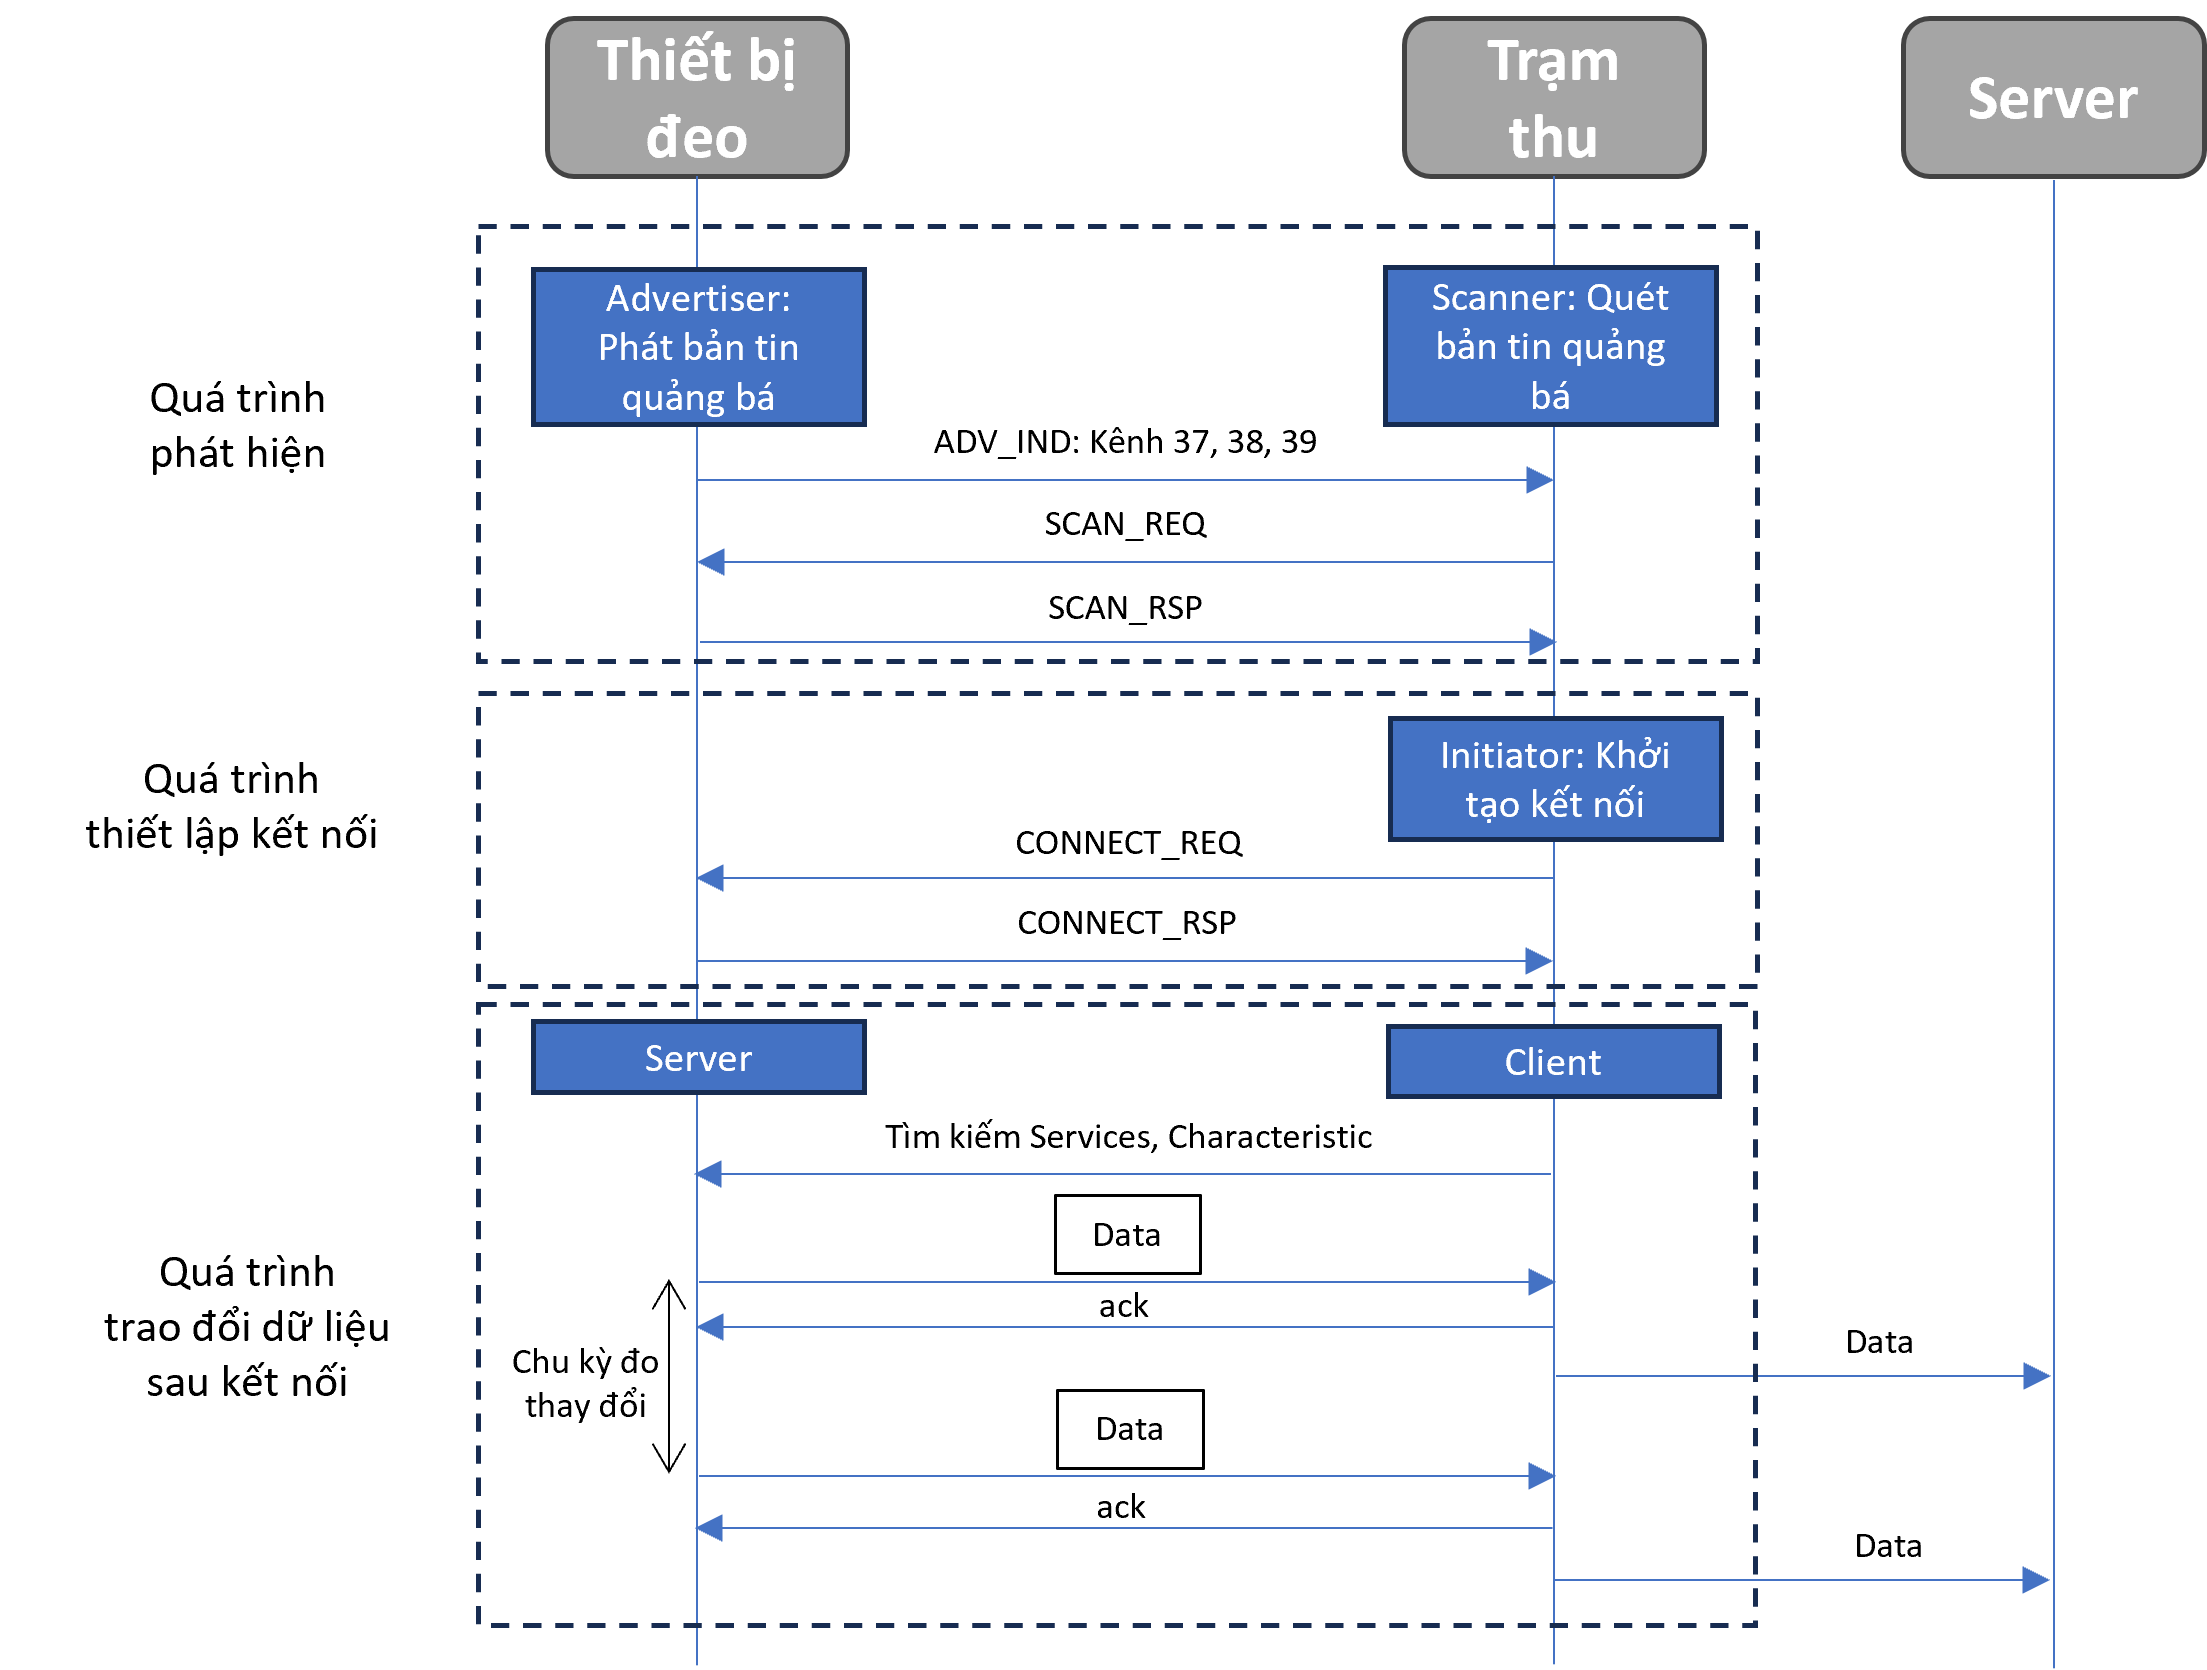 Thiết bị
đeo
Trạm
thu
Server
Advertiser:
Phát bản tin
quảng bá
Scanner: Quét
bản tin quảng
bá
Quá trình
phát hiện
ADV_IND: Kênh 37, 38, 39
SCAN_REQ
SCAN_RSP
Initiator: Khởi
tạo kết nối
Quá trình
thiết lập kết nối
CONNECT_REQ
CONNECT_RSP
Server
Client
Tìm kiếm Services, Characteristic
Data
Quá trình
trao đổi dữ liệu
sau kết nối
ack
Chu kỳ đo
thay đổi
Data
Data
ack
Data